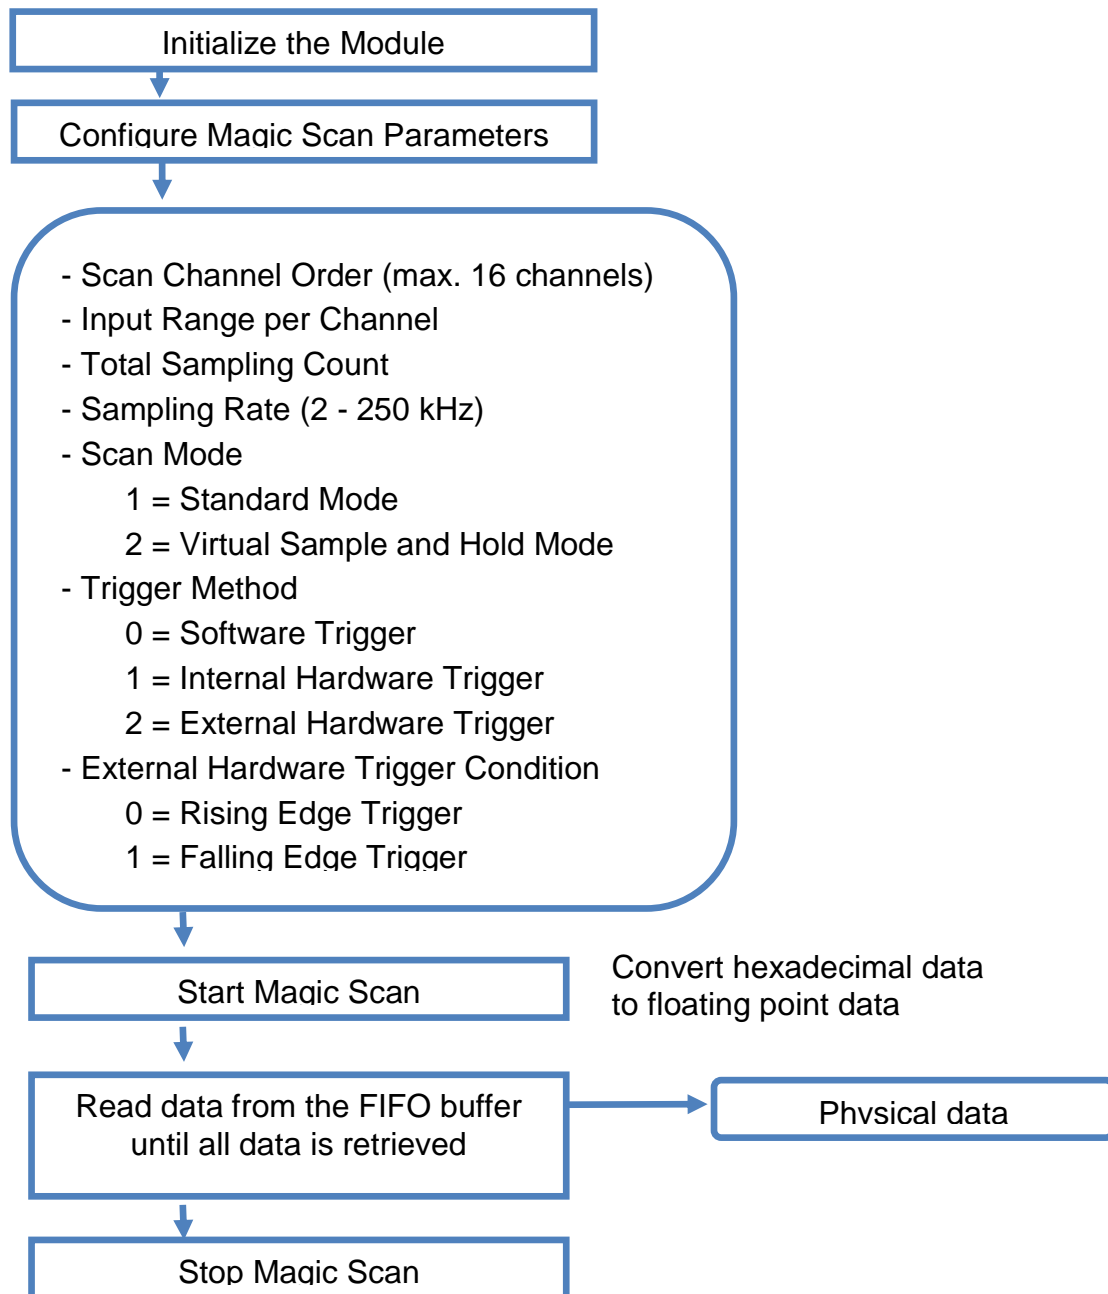 Initialize the Module
Configure Magic Scan Parameters
- Scan Channel Order (max. 16 channels)
- Input Range per Channel
- Total Sampling Count
- Sampling Rate (2 - 250 kHz)
- Scan Mode
1 = Standard Mode
2 = Virtual Sample and Hold Mode
- Trigger Method
0 = Software Trigger
1 = Internal Hardware Trigger
2 = External Hardware Trigger
- External Hardware Trigger Condition
0 = Rising Edge Trigger
1 = Falling Edge Trigger
Start Magic Scan
Convert hexadecimal data
to floating point data
Read data from the FIFO buffer
until all data is retrieved
Physical data
Stop Magic Scan